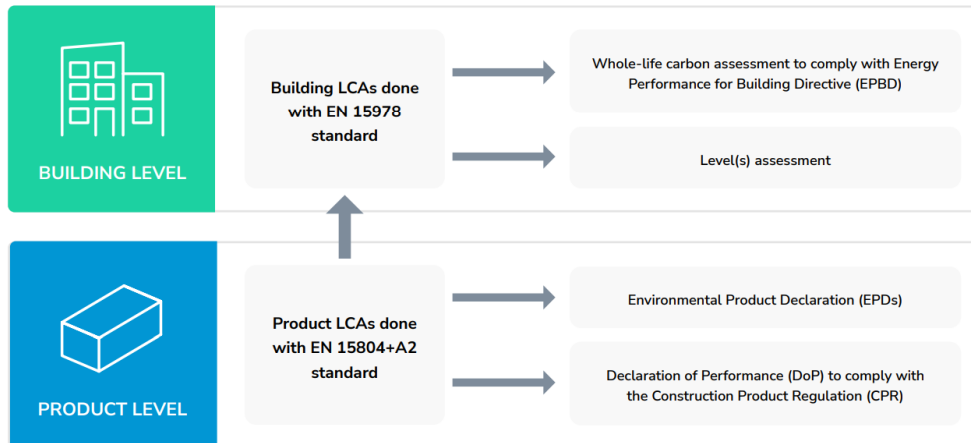 BUILDING LEVEL
Building LCAs done
with EN 15978
standard
Whole-life carbon assessment to comply with Energy
Performance for Building Directive (EPBD)
Level(s) assessment
PRODUCT LEVEL
Product LCAs done
with EN 15804+A2
standard
Environmental Product Declaration (EPDs)
Declaration of Performance (DoP) to comply with
the Construction Product Regulation (CPR)